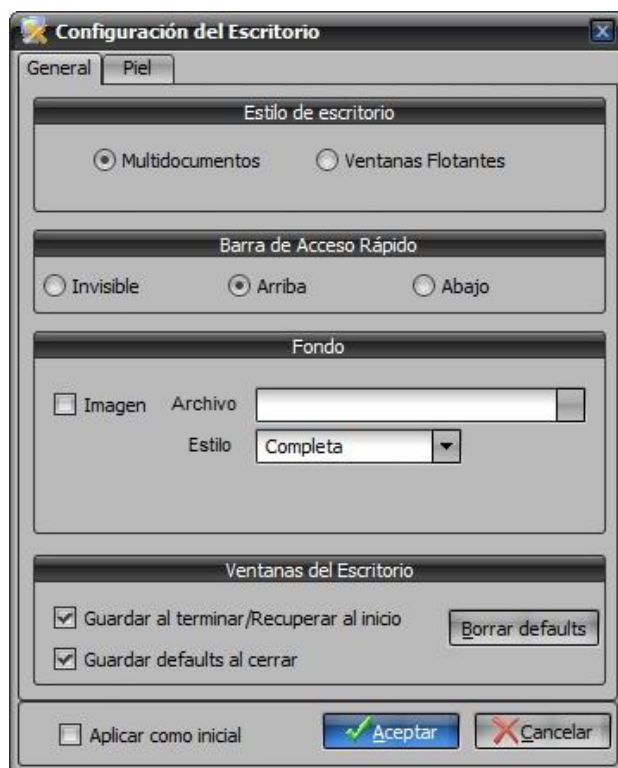 Configuración del Escritorio
General Piel
Estilo de escritorio
Multidocumentos Ventanas Flotantes
Barra de Acceso Rápido
Invisible Arriba Abajo
Fondo
Imagen Archivo
Estilo Completa
Ventanas del Escritorio
Guardar al terminar/Recuperar al inicio
Borrar defaults
Guardar defaults al cerrar
Aplicar como inicial Aceptar Cancelar